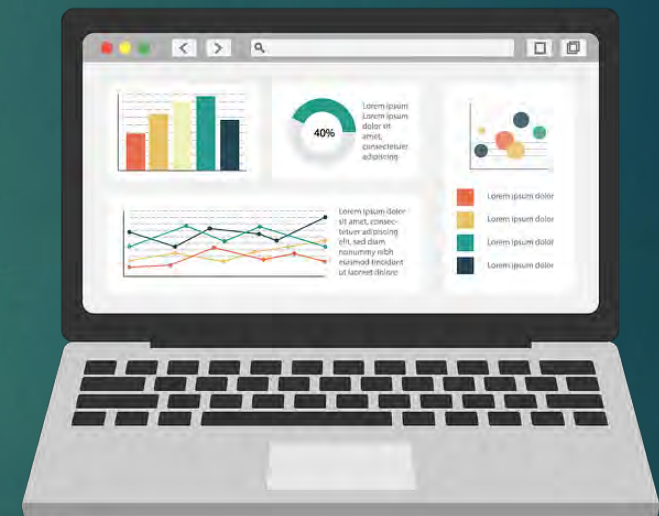 40%
Lorem ipsum
Lorem ipsum
dolor sit
amet,
consectetuer
adipiscing
Lorem ipsum dolor
sit amet, consec-
tetuer adipiscing
elit, sed diam
nonummy nibh
euismod tincidunt
ut laoreet dolore
Lorem ipsum dolor
Lorem ipsum dolor
Lorem ipsum dolor
Lorem ipsum dolor